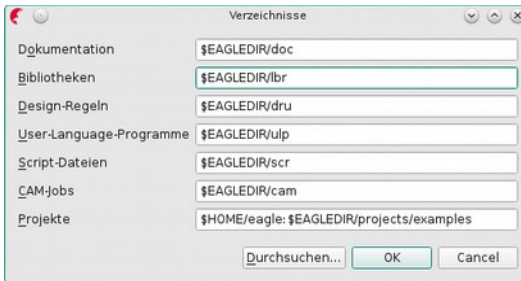 Verzeichnisse
Dokumentation $EAGLEDIR/doc
Bibliotheken $EAGLEDIR/lbr
Design-Regeln $EAGLEDIR/dru
User-Language-Programme $EAGLEDIR/ulp
Script-Dateien $EAGLEDIR/scr
CAM-Jobs $EAGLEDIR/cam
Projekte $HOME/eagle:$EAGLEDIR/projects/examples
Durchsuchen... OK Cancel